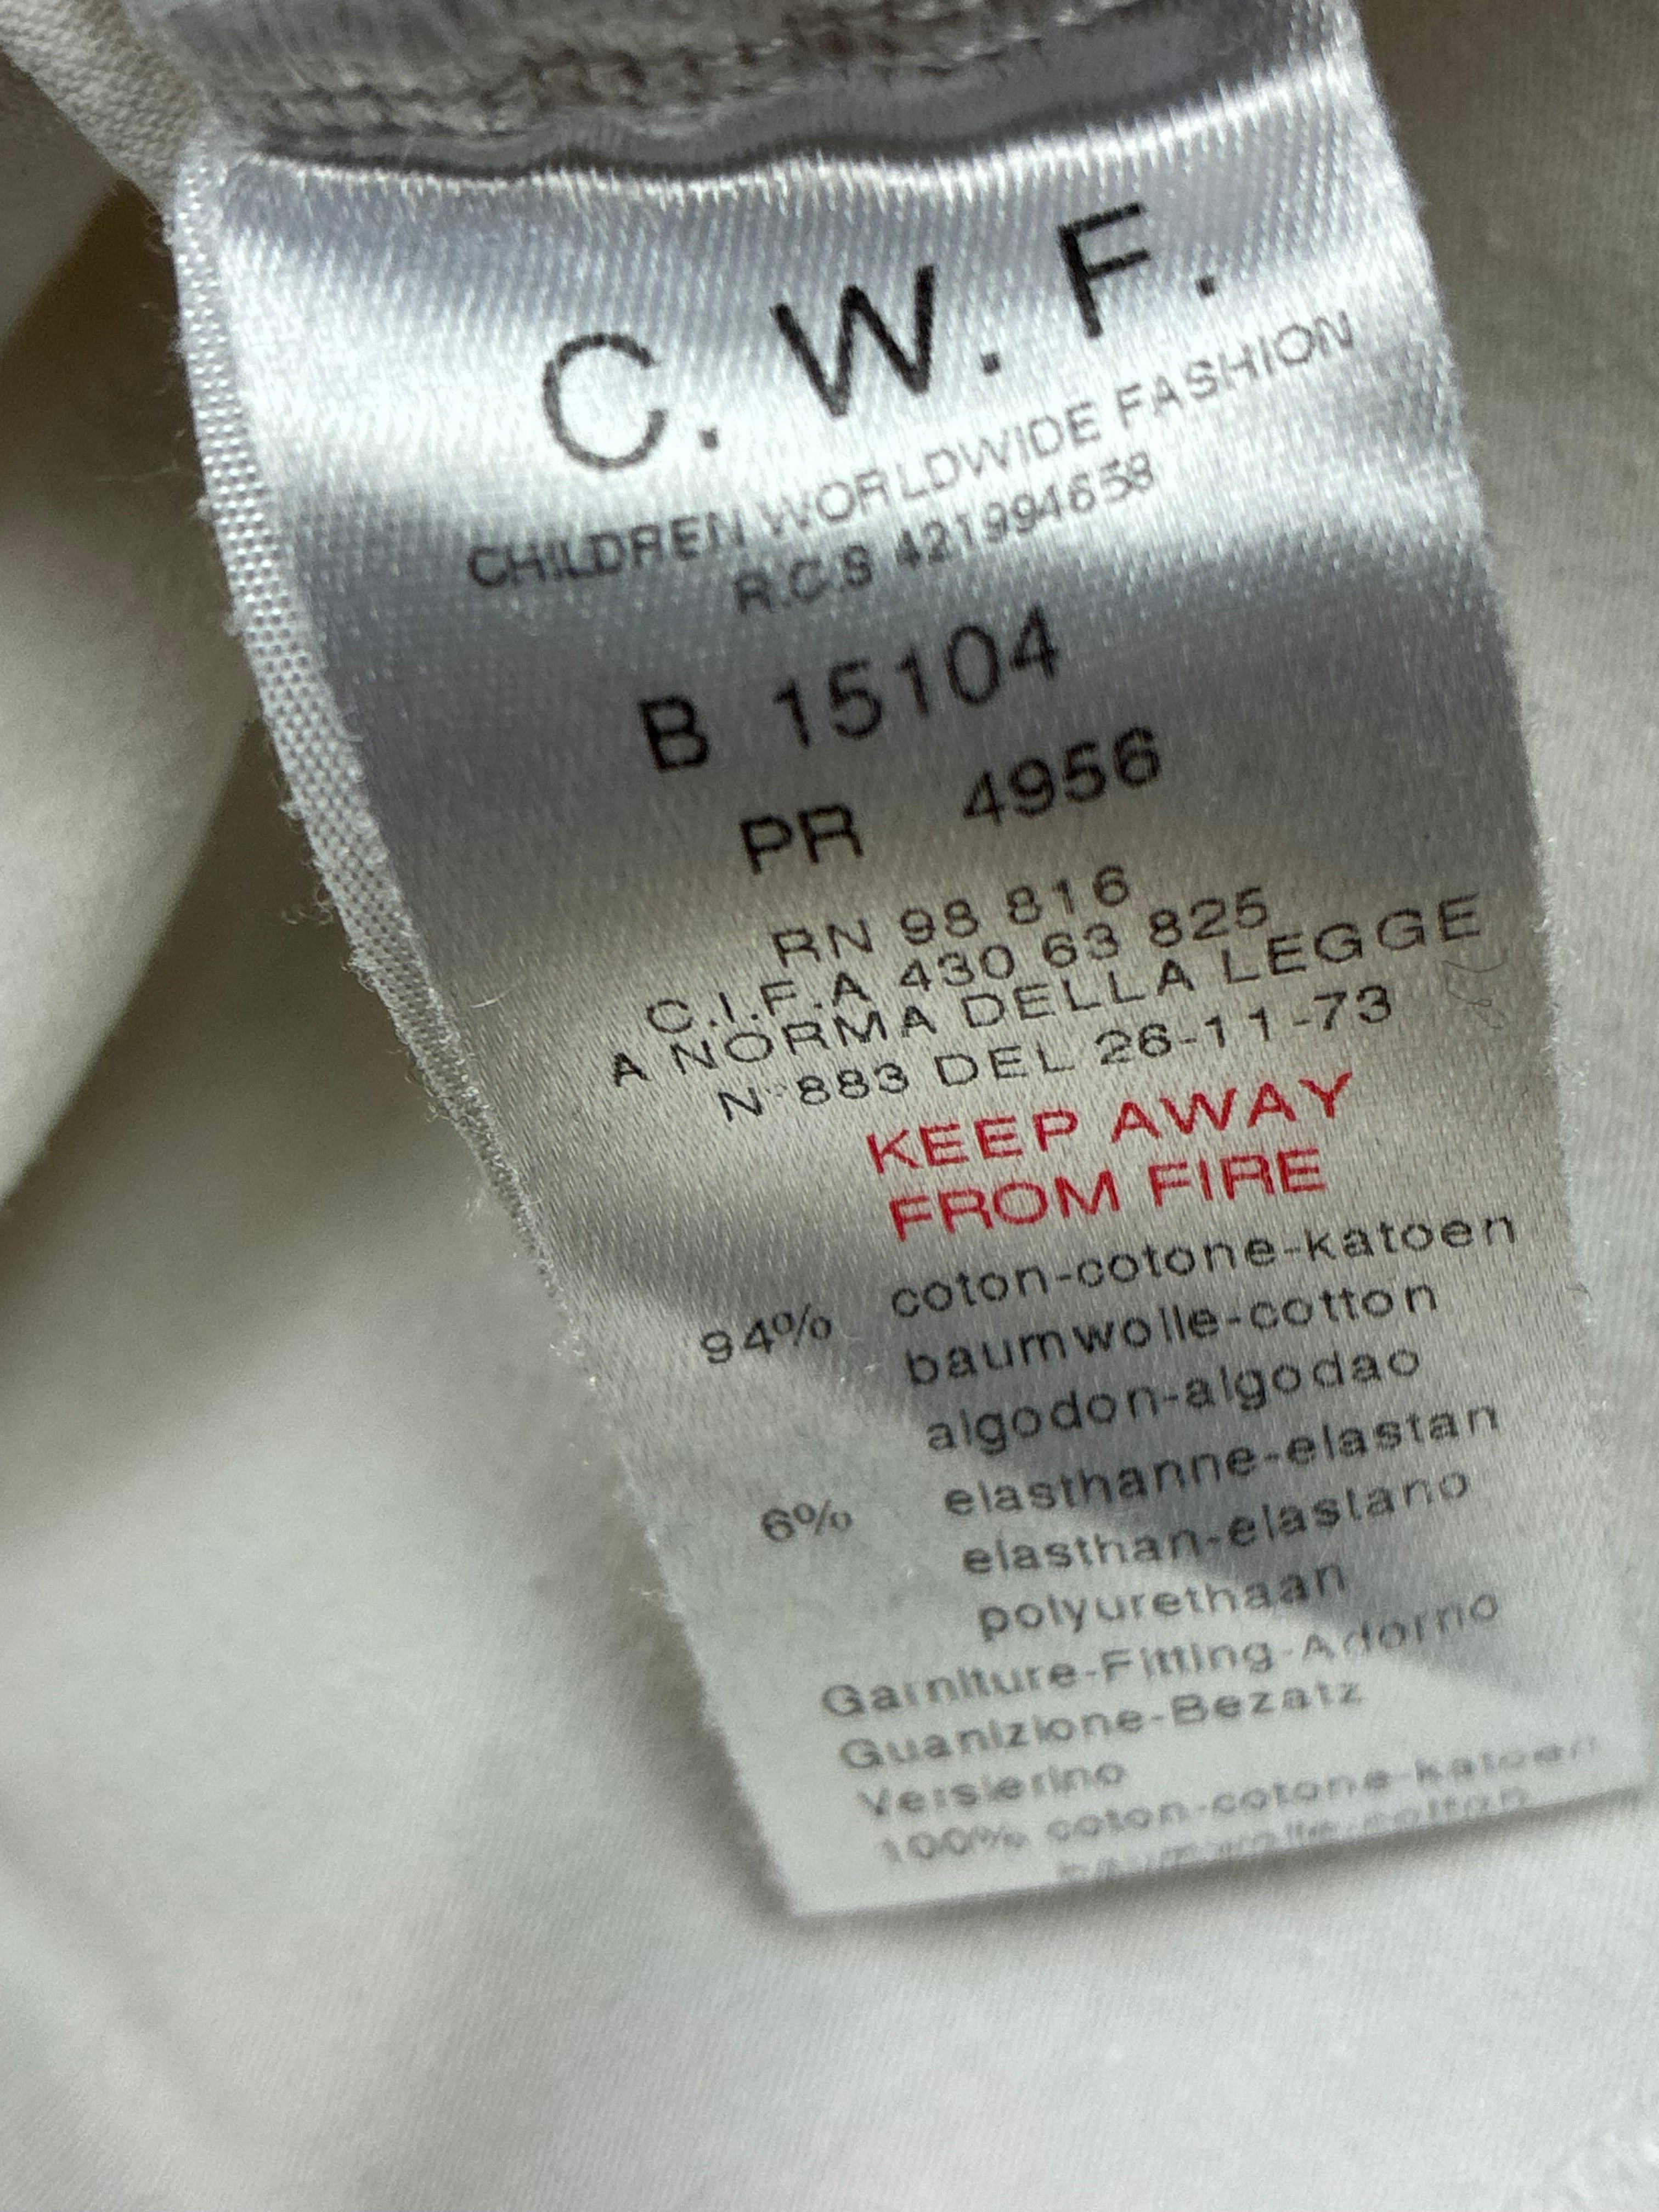 C. W. F.
CHILDREN WORLDWIDE FASHION
R.C.S 421994658
B 15104
PR 4956
RN 98 816
C.I.F.A 430 63 825
A NORMA DELLA LEGGE
N°883 DEL 26-11-73
KEEP AWAY
FROM FIRE
94% coton-cotone-katoen
baumwolle-cotton
algodon-algodao
6% elasthanne-elastan
elasthan-elastano
polyurethaan
Garniture-Fitting-Adorno
Guanizione-Bezatz
Versierino
100% coton-cotone-katoen
baumwolle-cotton